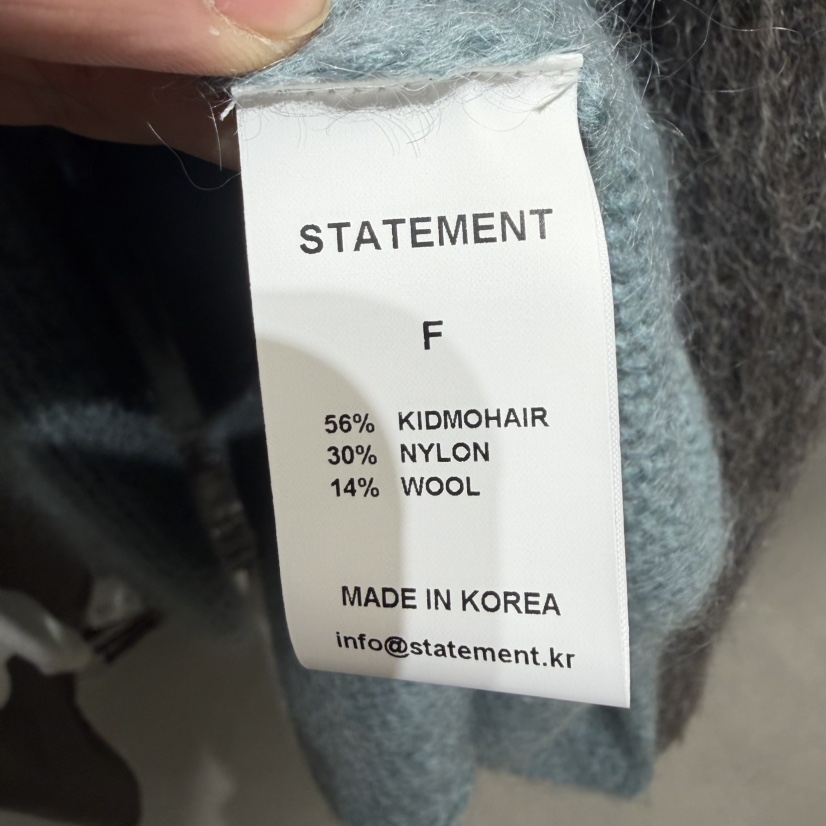 STATEMENT
F
56% KIDMOHAIR
30% NYLON
14% WOOL
MADE IN KOREA
info@statement.kr